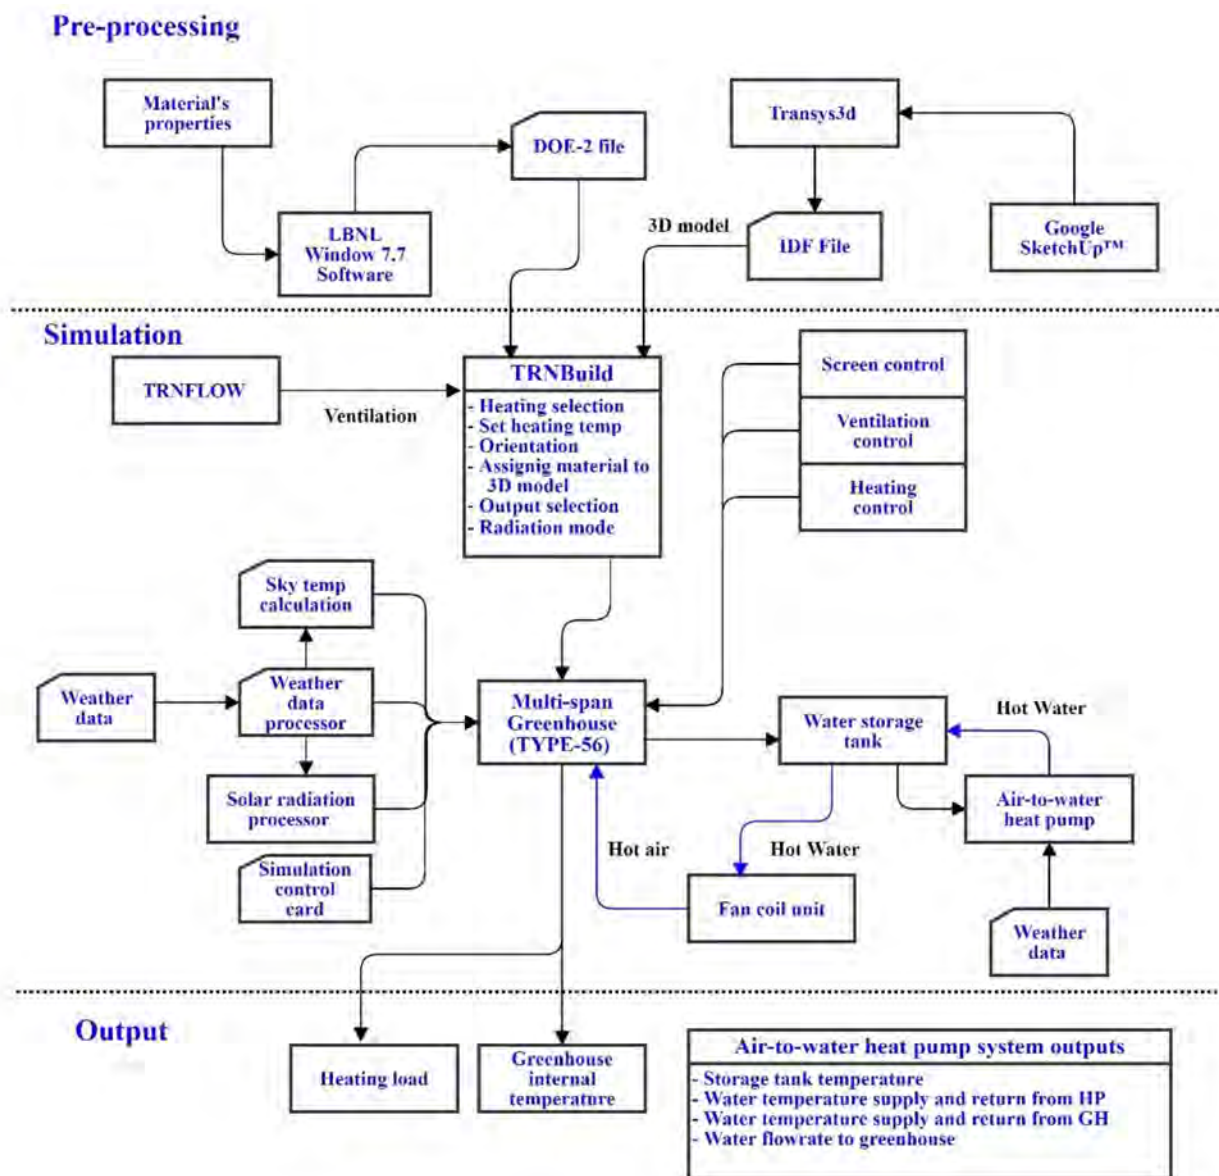 Pre-processing
Material's
properties
DOE-2 file
Transys3d
LBNL
Window 7.7
Software
3D model
IDF File
Google
SketchUp™
Simulation
TRNFLOW
Ventilation
TRNBuild
- Heating selection
- Set heating temp
- Orientation
- Assignig material to
3D model
- Output selection
- Radiation mode
Screen control
Ventilation
control
Heating
control
Sky temp
calculation
Weather
data
Weather
data
processor
Solar radiation
processor
Simulation
control
card
Multi-span
Greenhouse
(TYPE-56)
Water storage
tank
Hot Water
Air-to-water
heat pump
Hot air
Hot Water
Fan coil unit
Weather
data
Output
Heating load
Greenhouse
internal
temperature
Air-to-water heat pump system outputs
- Storage tank temperature
- Water temperature supply and return from HP
- Water temperature supply and return from GH
- Water flowrate to greenhouse